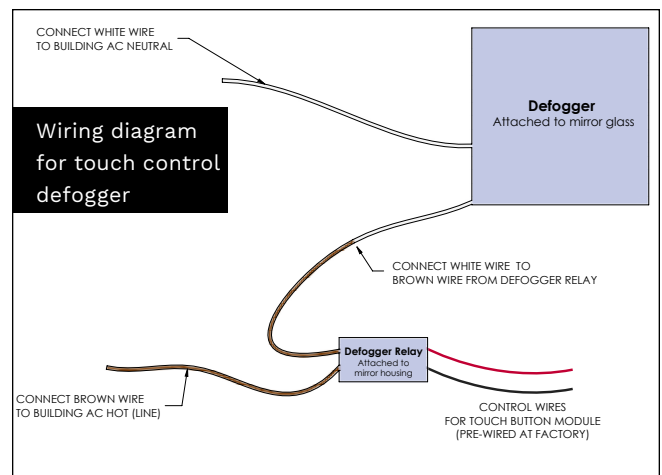 CONNECT WHITE WIRE
TO BUILDING AC NEUTRAL
Defogger
Attached to mirror glass
Wiring diagram
for touch control
defogger
CONNECT WHITE WIRE TO
BROWN WIRE FROM DEFOGGER RELAY
Defogger Relay
Attached to
mirror housing
CONNECT BROWN WIRE
TO BUILDING AC HOT (LINE)
CONTROL WIRES
FOR TOUCH BUTTON MODULE
(PRE-WIRED AT FACTORY)